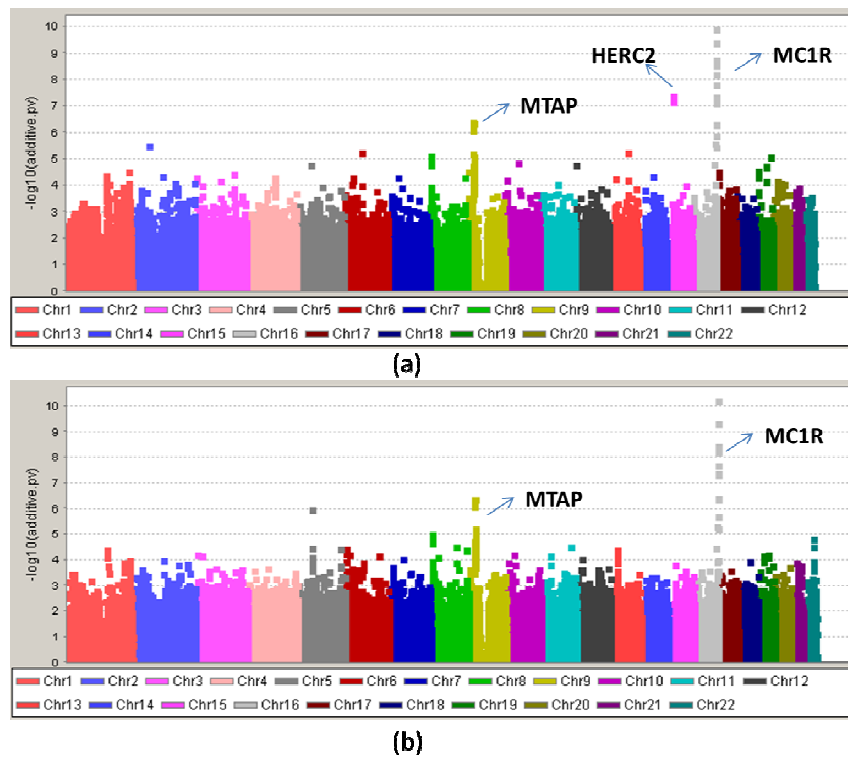 10
9
8
7
6
5
4
3
2
1
0
-log10(additive.pv)
MTAP
HERC2
MC1R
Chr1 Chr2 Chr3 Chr4 Chr5 Chr6 Chr7 Chr8 Chr9 Chr10 Chr11 Chr12
Chr13 Chr14 Chr15 Chr16 Chr17 Chr18 Chr19 Chr20 Chr21 Chr22
(a)
10
9
8
7
6
5
4
3
2
1
0
-log10(additive.pv)
MTAP
MC1R
Chr1 Chr2 Chr3 Chr4 Chr5 Chr6 Chr7 Chr8 Chr9 Chr10 Chr11 Chr12
Chr13 Chr14 Chr15 Chr16 Chr17 Chr18 Chr19 Chr20 Chr21 Chr22
(b)